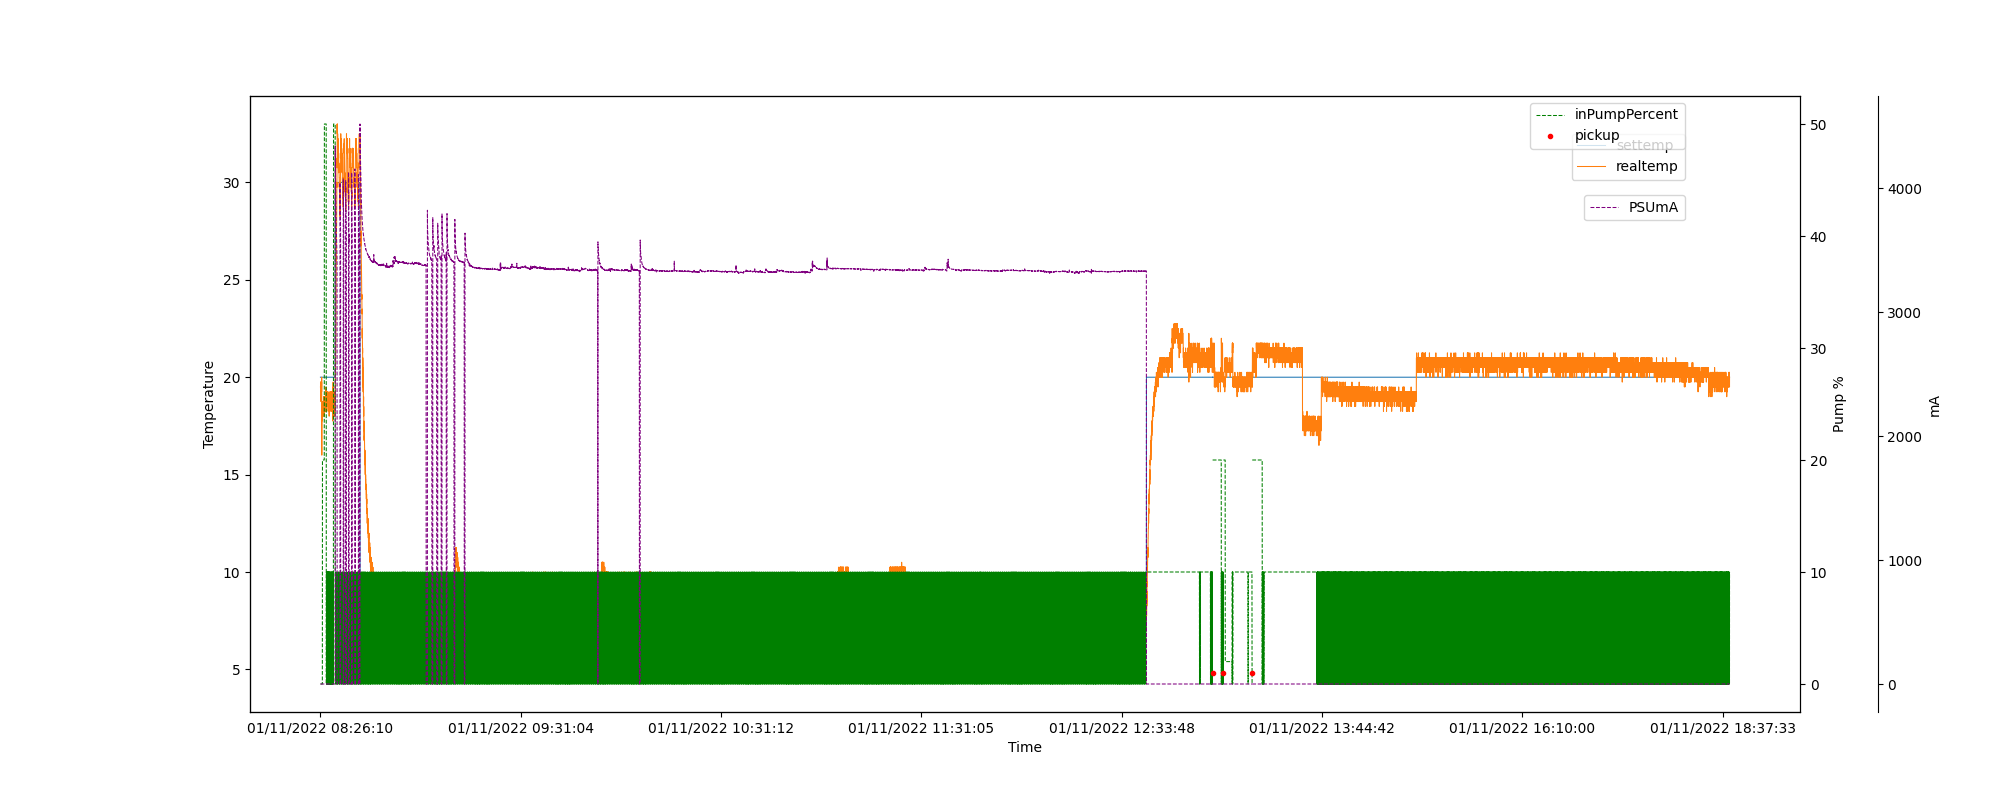 inPumpPercent
pickup
settemp
realtemp
PSUmA
Temperature
30
25
20
15
10
5
50
40
30
20
10
0
Pump %
4000
3000
2000
1000
0
mA
01/11/2022 08:26:10
01/11/2022 09:31:04
01/11/2022 10:31:12
01/11/2022 11:31:05
01/11/2022 12:33:48
01/11/2022 13:44:42
01/11/2022 16:10:00
01/11/2022 18:37:33
Time